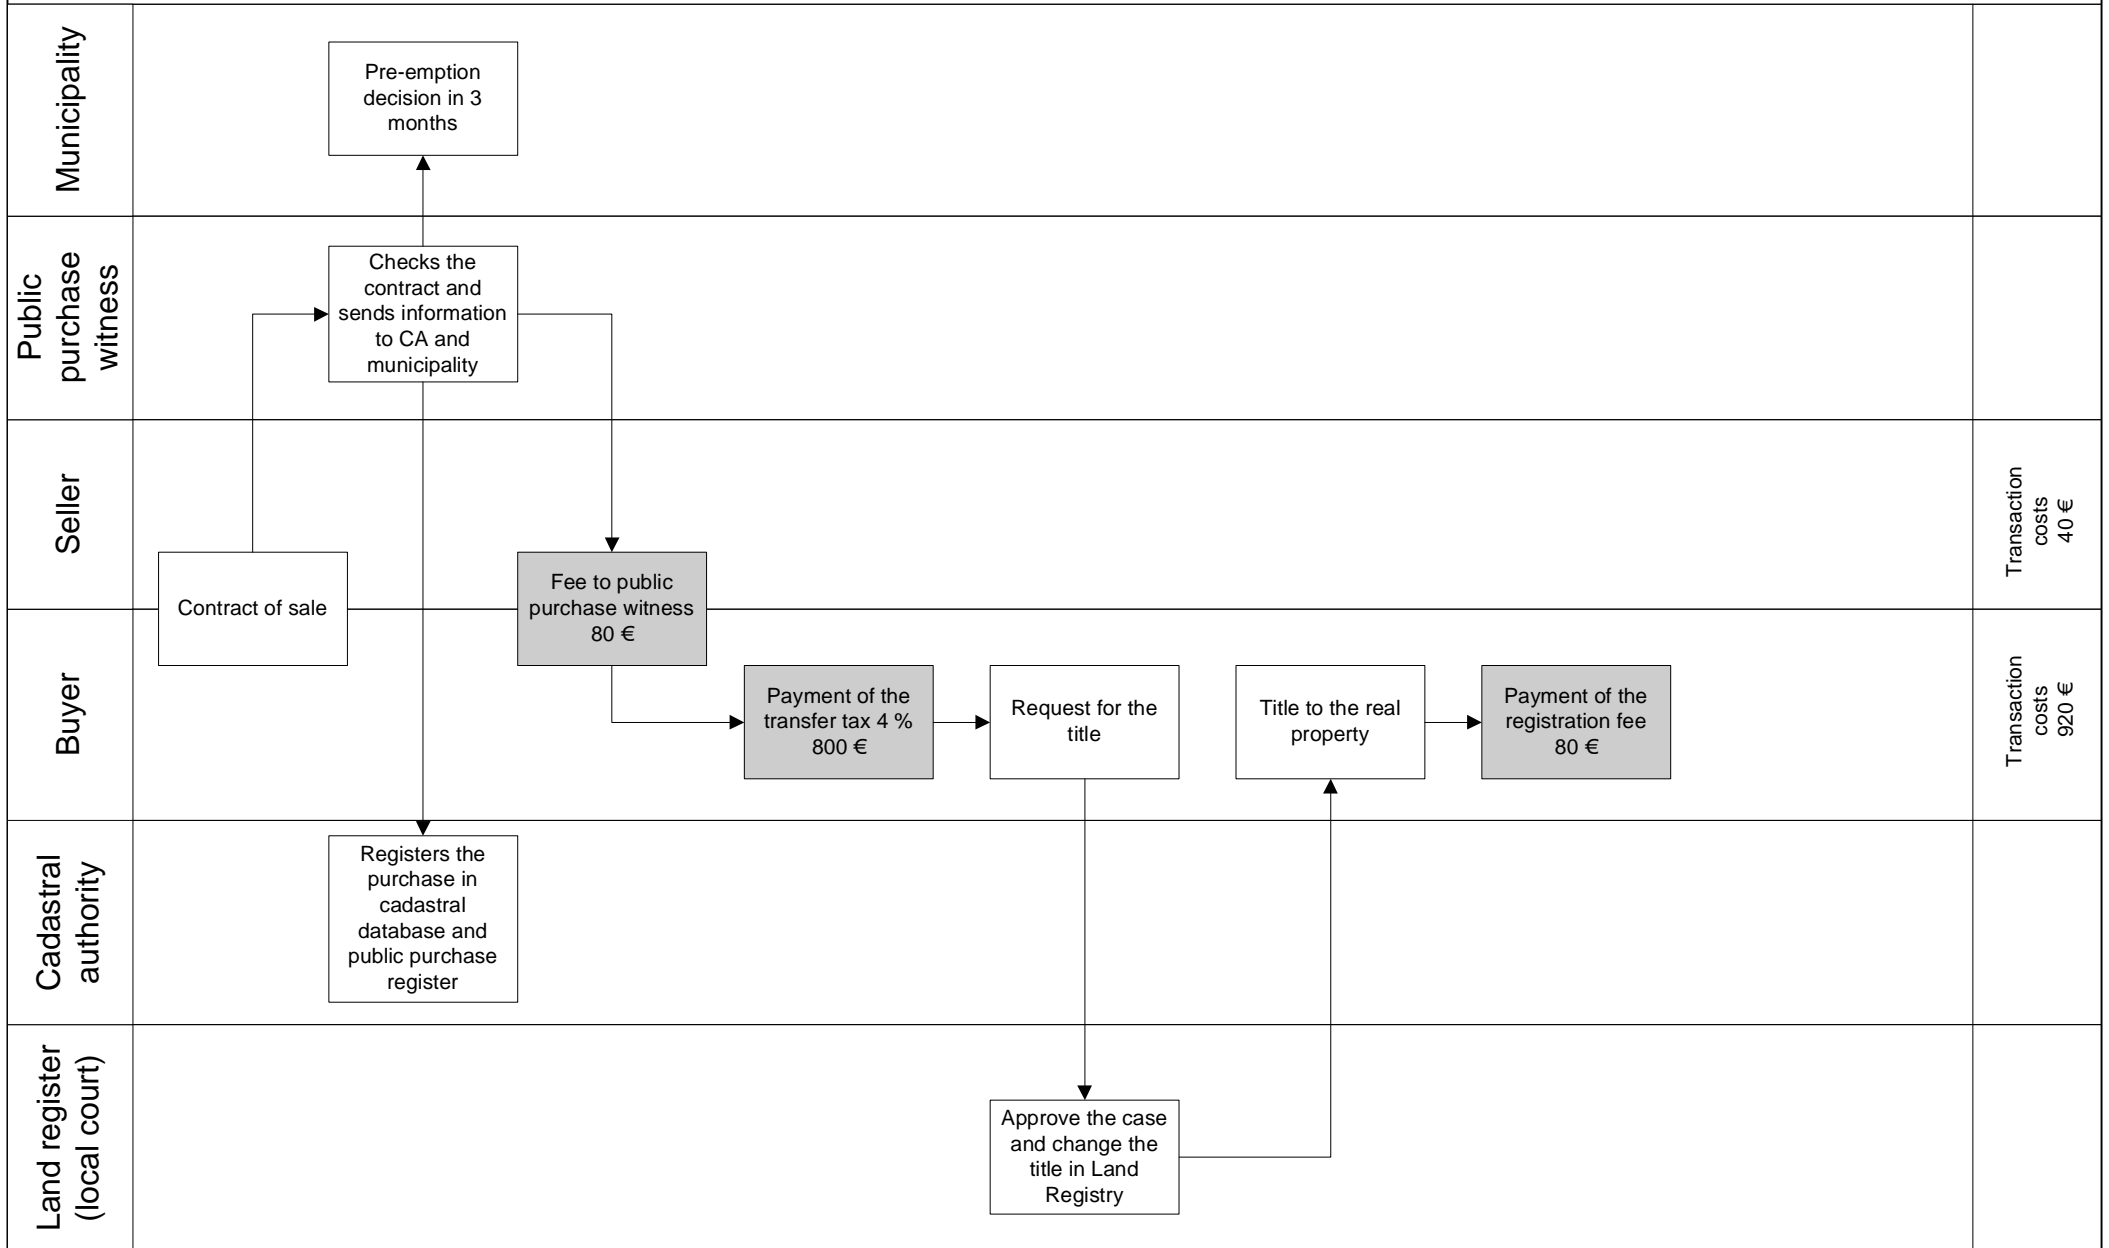 Municipality
Pre-emption
decision in 3
months
Public
purchase
witness
Checks the
contract and
sends information
to CA and
municipality
Seller
Transaction
costs
40 €
Contract of sale
Fee to public
purchase witness
80 €
Buyer
Payment of the
transfer tax 4 %
800 €
Request for the
title
Title to the real
property
Payment of the
registration fee
80 €
Transaction
costs
920 €
Cadastral
authority
Registers the
purchase in
cadastral
database and
public purchase
register
Land register
(local court)
Approve the case
and change the
title in Land
Registry